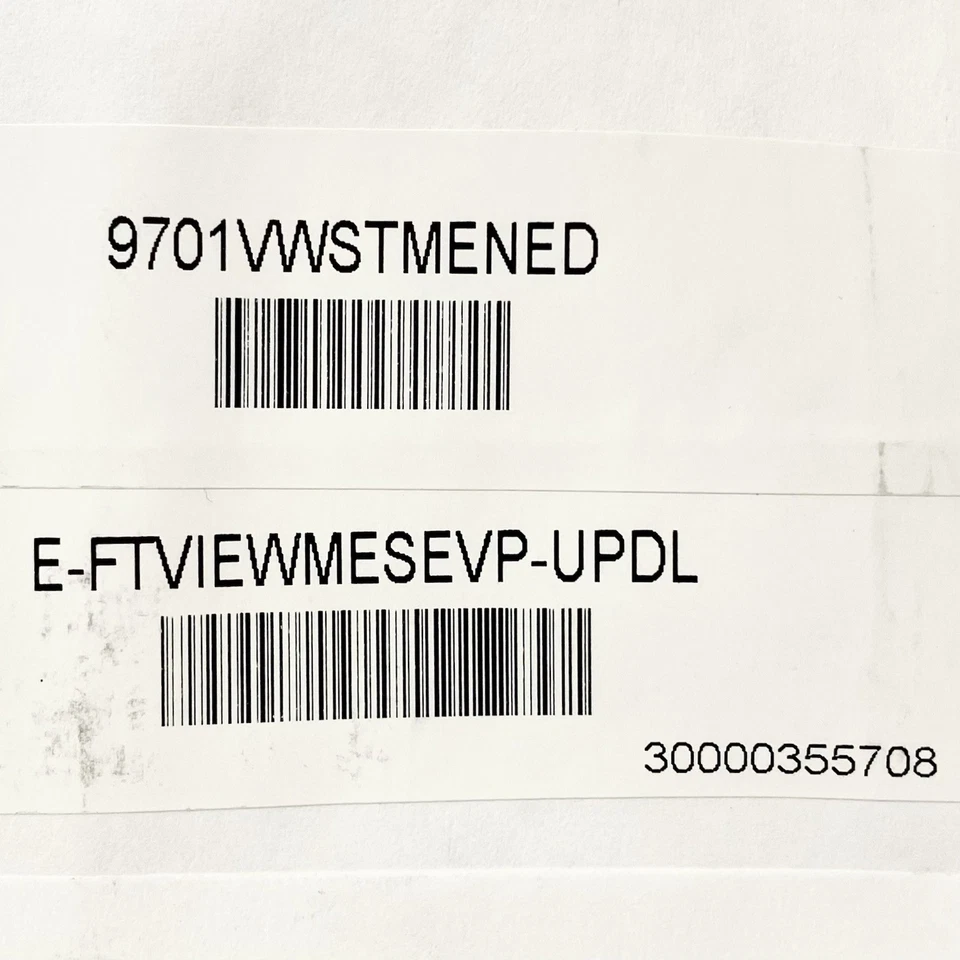 9701VWSTMENED
E-FTVIEWMESEVP-UPDL
30000355708